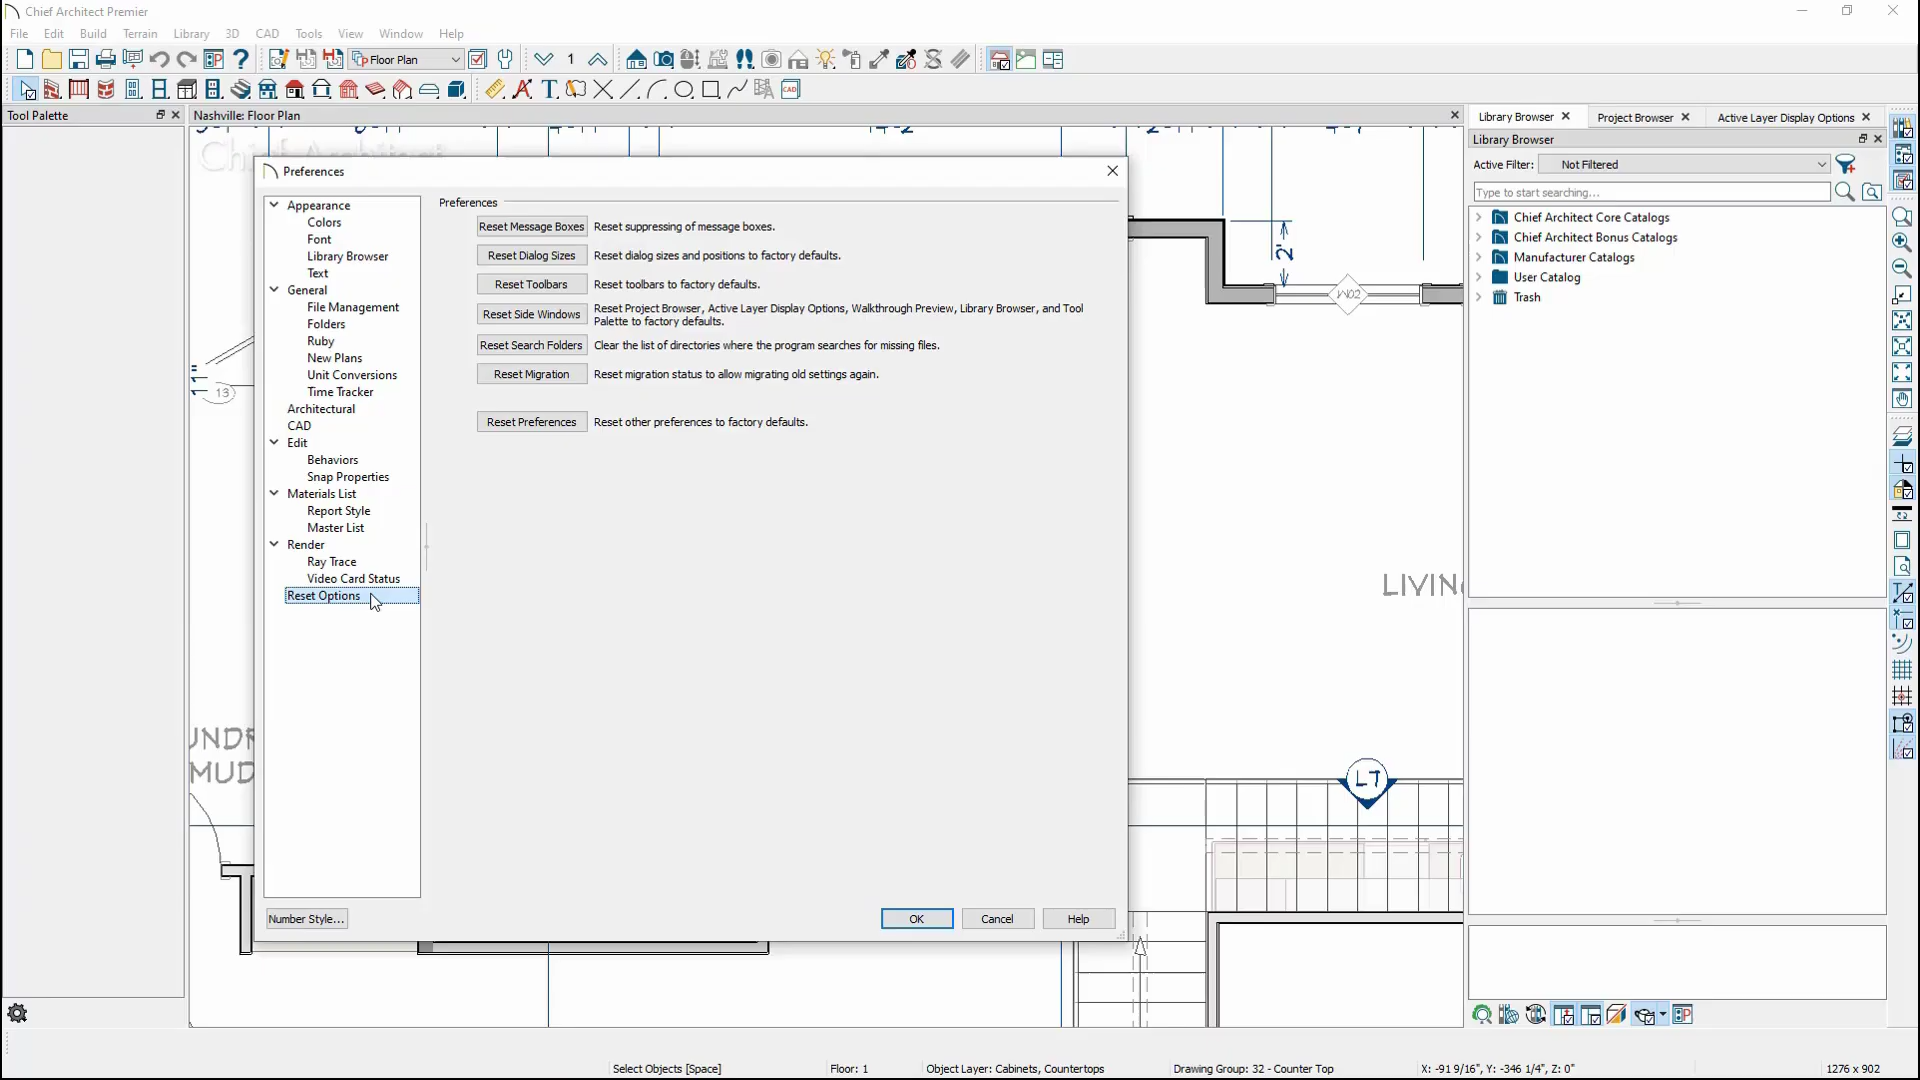 Chief Architect Premier
File Edit Build Terrain Library 3D CAD Tools View Window Help
Floor Plan
1
CAD
Tool Palette
Nashville: Floor Plan
Library Browser
Project Browser
Active Layer Display Options
Library Browser
Active Filter: Not Filtered
Type to start searching...
Chief Architect Core Catalogs
Chief Architect Bonus Catalogs
Manufacturer Catalogs
User Catalog
Trash
Chief Architect
Preferences
Appearance
Colors
Font
Library Browser
Text
General
File Management
Folders
Ruby
New Plans
Unit Conversions
Time Tracker
Architectural
CAD
Edit
Behaviors
Snap Properties
Materials List
Report Style
Master List
Render
Ray Trace
Video Card Status
Reset Options
Preferences
Reset Message Boxes Reset suppressing of message boxes.
Reset Dialog Sizes Reset dialog sizes and positions to factory defaults.
Reset Toolbars Reset toolbars to factory defaults.
Reset Side Windows Reset Project Browser, Active Layer Display Options, Walkthrough Preview, Library Browser, and Tool
Palette to factory defaults.
Reset Search Folders Clear the list of directories where the program searches for missing files.
Reset Migration Reset migration status to allow migrating old settings again.
Reset Preferences Reset other preferences to factory defaults.
Number Style...
OK
Cancel
Help
2'
W02
13
LIVIN
UNDR
MUD
LT
Select Objects [Space]
Floor: 1
Object Layer: Cabinets, Countertops
Drawing Group: 32 - Counter Top
X: -91 9/16", Y: -346 1/4", Z: 0"
1276 x 902